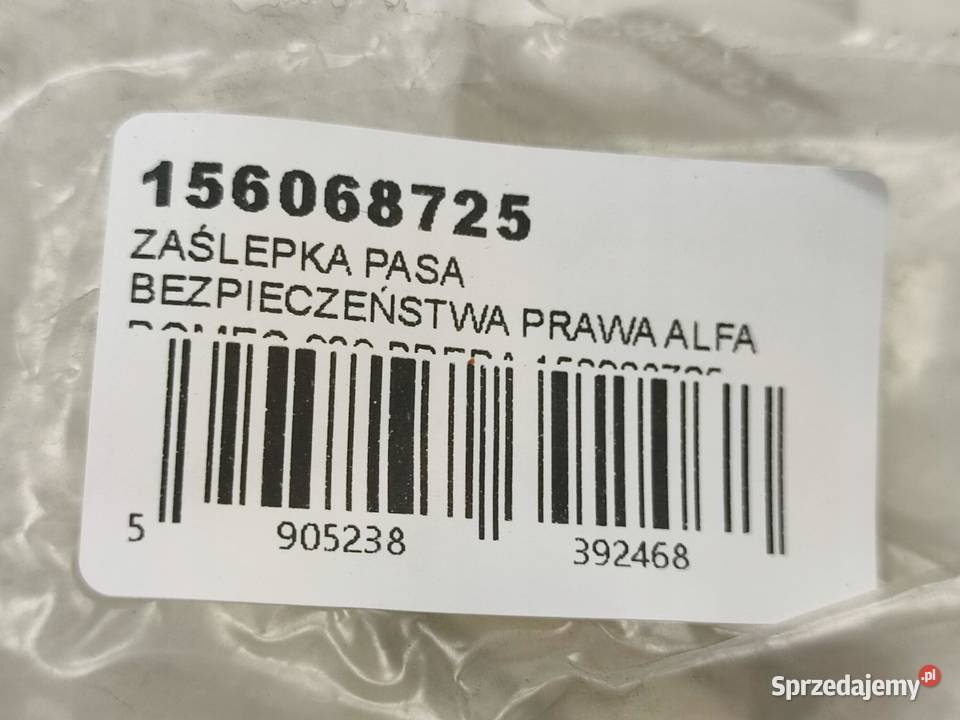 156068725
ZAŚLEPKA PASA
BEZPIECZEŃSTWA PRAWA ALFA
5 905238 392468
Sprzedajemy.pl